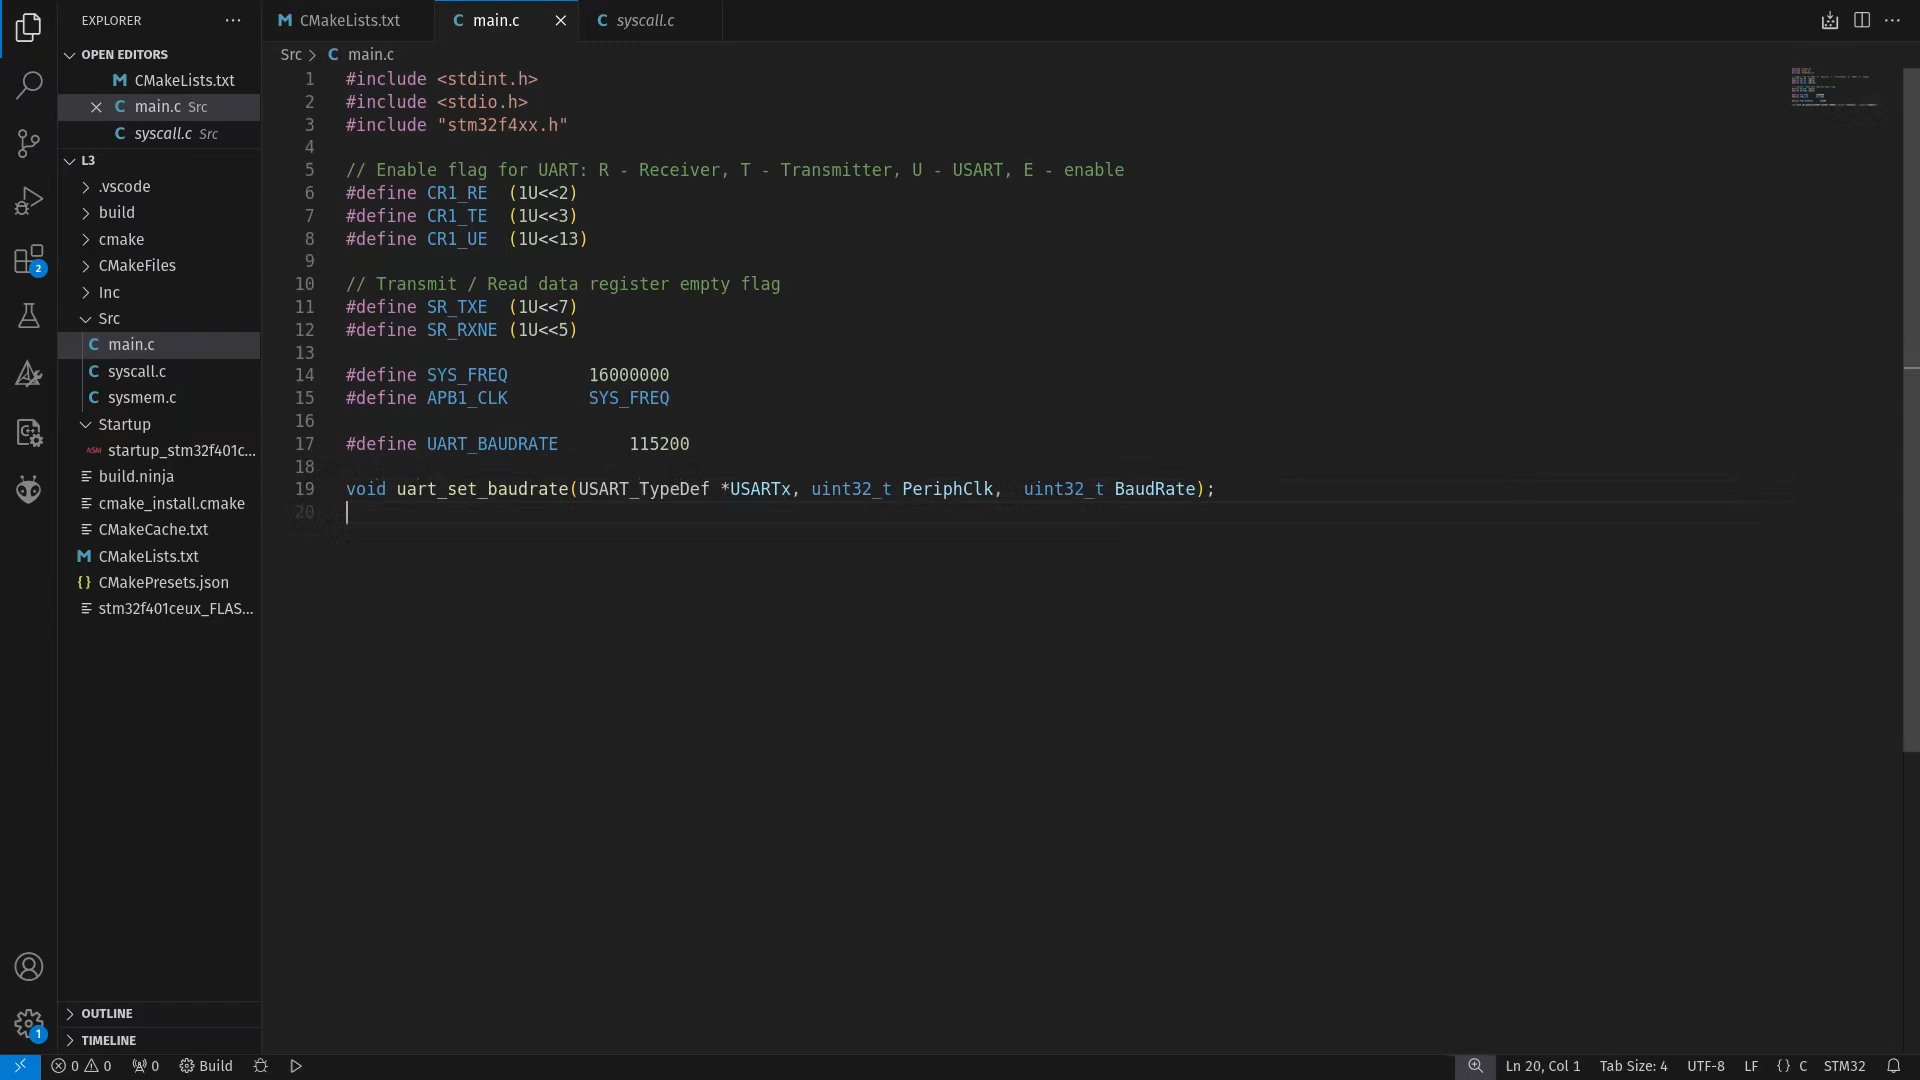 EXPLORER
OPEN EDITORS
CMakeLists.txt
main.c Src
syscall.c Src
L3
.vscode
build
cmake
CMakeFiles
Inc
Src
main.c
syscall.c
sysmem.c
Startup
ASM startup_stm32f401c...
build.ninja
cmake_install.cmake
CMakeCache.txt
CMakeLists.txt
CMakePresets.json
stm32f401ceux_FLAS...
OUTLINE
TIMELINE
2
1
CMakeLists.txt
main.c
syscall.c
Src > C main.c
1 #include <stdint.h>
2 #include <stdio.h>
3 #include "stm32f4xx.h"
4
5 // Enable flag for UART: R - Receiver, T - Transmitter, U - USART, E - enable
6 #define CR1_RE  (1U<<2)
7 #define CR1_TE  (1U<<3)
8 #define CR1_UE  (1U<<13)
9
10 // Transmit / Read data register empty flag
11 #define SR_TXE  (1U<<7)
12 #define SR_RXNE (1U<<5)
13
14 #define SYS_FREQ        16000000
15 #define APB1_CLK        SYS_FREQ
16
17 #define UART_BAUDRATE       115200
18
19 void uart_set_baudrate(USART_TypeDef *USARTx, uint32_t PeriphClk,  uint32_t BaudRate);
20
0 0 0 Build
Ln 20, Col 1 Tab Size: 4 UTF-8 LF {} C STM32